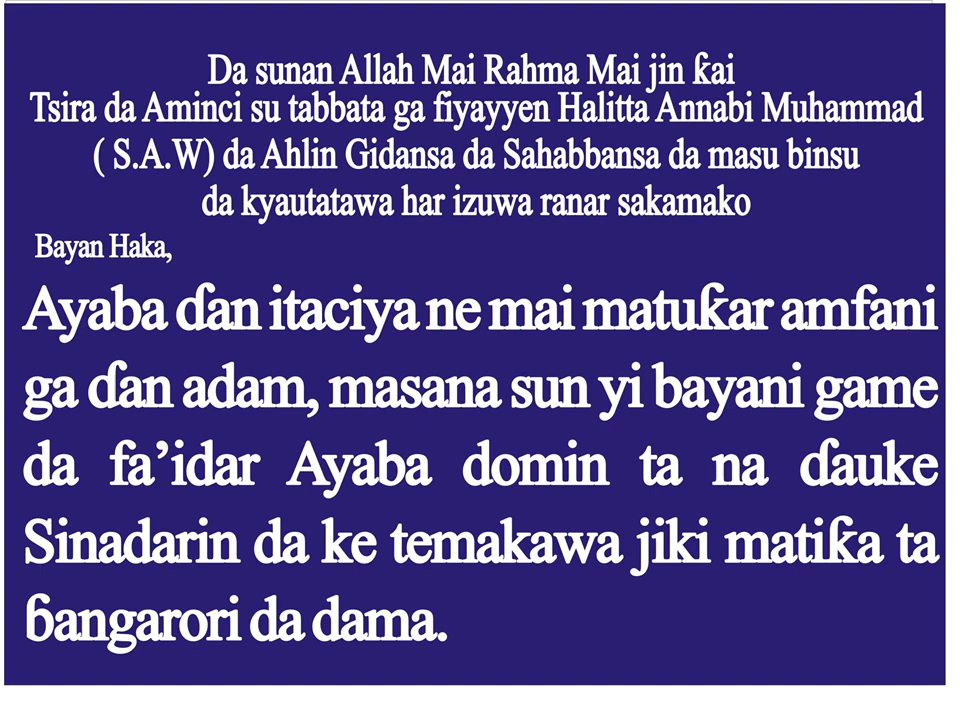 Da sunan Allah Mai Rahma Mai jin ƙai
Tsira da Aminci su tabbata ga fiyayyen Halitta Annabi Muhammad
( S.A.W) da Ahlin Gidansa da Sahabbansa da masu binsu
da kyautatawa har izuwa ranar sakamako
Bayan Haka,
Ayaba ɗan itaciya ne mai matuƙar amfani
ga ɗan adam, masana sun yi bayani game
da fa’idar Ayaba domin ta na ɗauke
Sinadarin da ke temakawa jiki matiƙa ta
ɓangarori da dama.